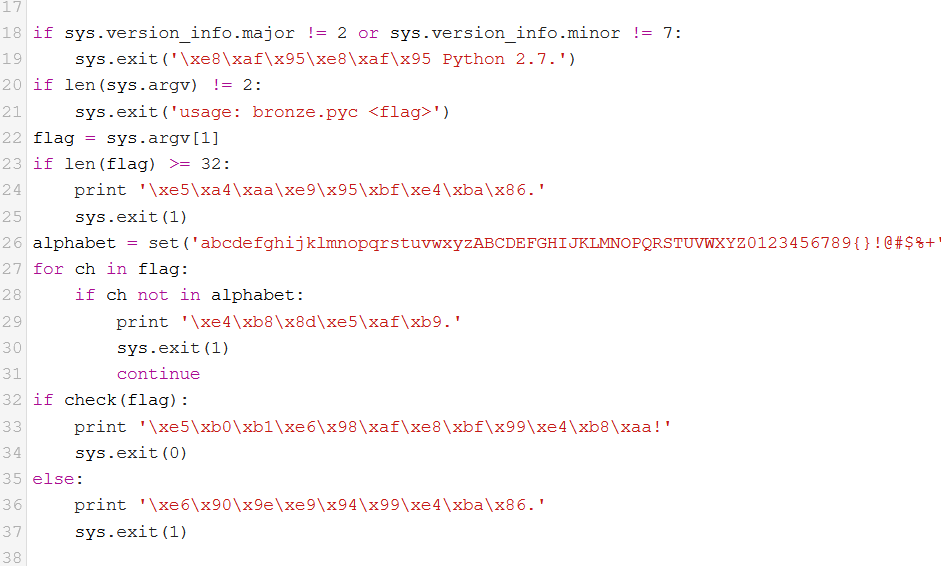 17
18 if sys.version_info.major != 2 or sys.version_info.minor != 7:
19     sys.exit('\xe8\xaf\x95\xe8\xaf\x95 Python 2.7.')
20 if len(sys.argv) != 2:
21     sys.exit('usage: bronze.pyc <flag>')
22 flag = sys.argv[1]
23 if len(flag) >= 32:
24     print '\xe5\xa4\xaa\xe9\x95\xbf\xe4\xba\x86.'
25     sys.exit(1)
26 alphabet = set('abcdefghijklmnopqrstuvwxyzABCDEFGHIJKLMNOPQRSTUVWXYZ0123456789{}!@#$%+'
27 for ch in flag:
28     if ch not in alphabet:
29         print '\xe4\xb8\x8d\xe5\xaf\xb9.'
30         sys.exit(1)
31         continue
32 if check(flag):
33     print '\xe5\xb0\xb1\xe6\x98\xaf\xe8\xbf\x99\xe4\xb8\xaa!'
34     sys.exit(0)
35 else:
36     print '\xe6\x90\x9e\xe9\x94\x99\xe4\xba\x86.'
37     sys.exit(1)
38